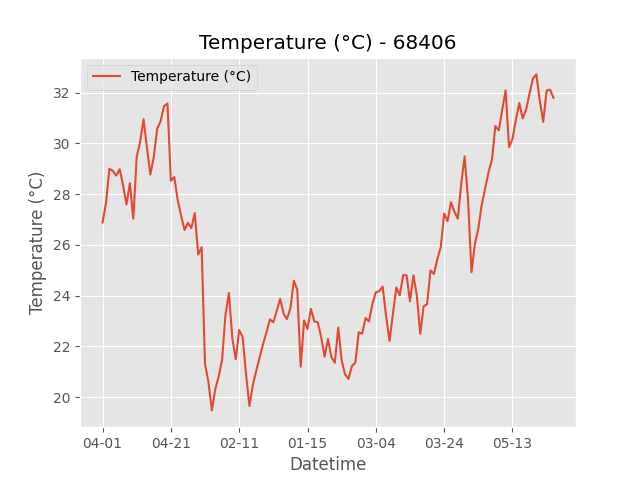 Temperature (°C) - 68406
Temperature (°C)
32
30
28
26
24
22
20
Temperature (°C)
04-01 04-21 02-11 01-15 03-04 03-24 05-13
Datetime